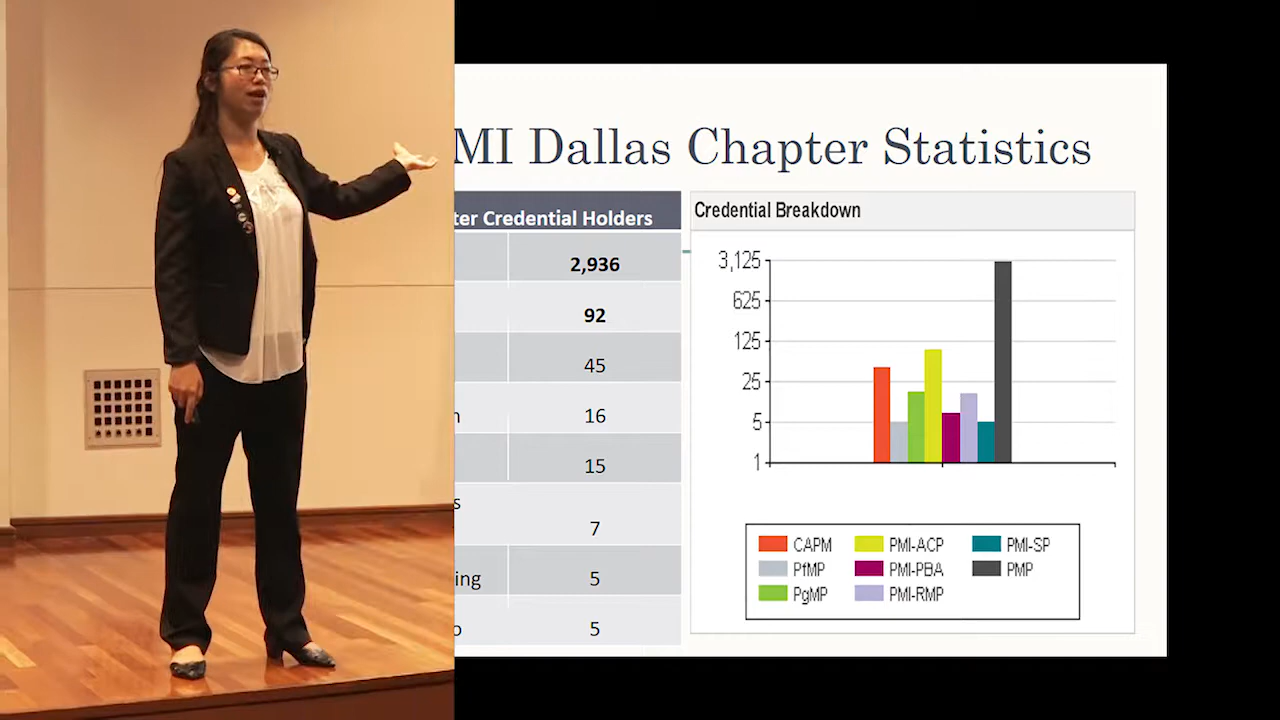 MI Dallas Chapter Statistics
ter Credential Holders
2,936
92
45
n 16
15
s
7
ing 5
o 5
Credential Breakdown
3,125
625
125
25
5
1
CAPM PMI-ACP PMI-SP
PfMP PMI-PBA PMP
PgMP PMI-RMP